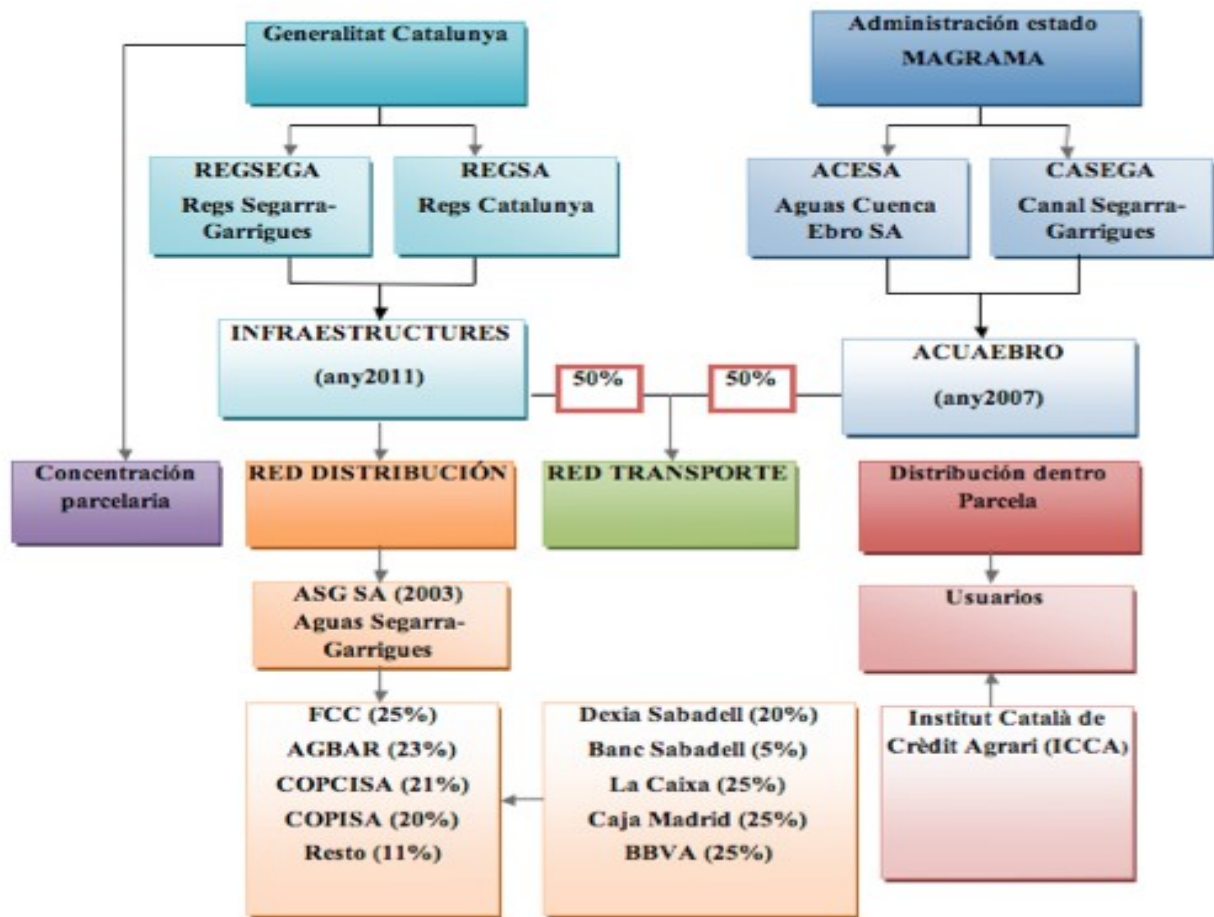 Generalitat Catalunya
Administración estado
MAGRAMA
REGSEGA
Regs Segarra-
Garrigues
REGSA
Regs Catalunya
ACESA
Aguas Cuenca
Ebro SA
CASEGA
Canal Segarra-
Garrigues
INFRAESTRUCTURES
(any2011)
50%
50%
ACUAEBRO
(any2007)
Concentración
parcelaria
RED DISTRIBUCIÓN
RED TRANSPORTE
Distribución dentro
Parcela
ASG SA (2003)
Aguas Segarra-
Garrigues
Usuarios
FCC (25%)
AGBAR (23%)
COPCISA (21%)
COPISA (20%)
Resto (11%)
Dexia Sabadell (20%)
Banc Sabadell (5%)
La Caixa (25%)
Caja Madrid (25%)
BBVA (25%)
Institut Català de
Crèdit Agrari (ICCA)